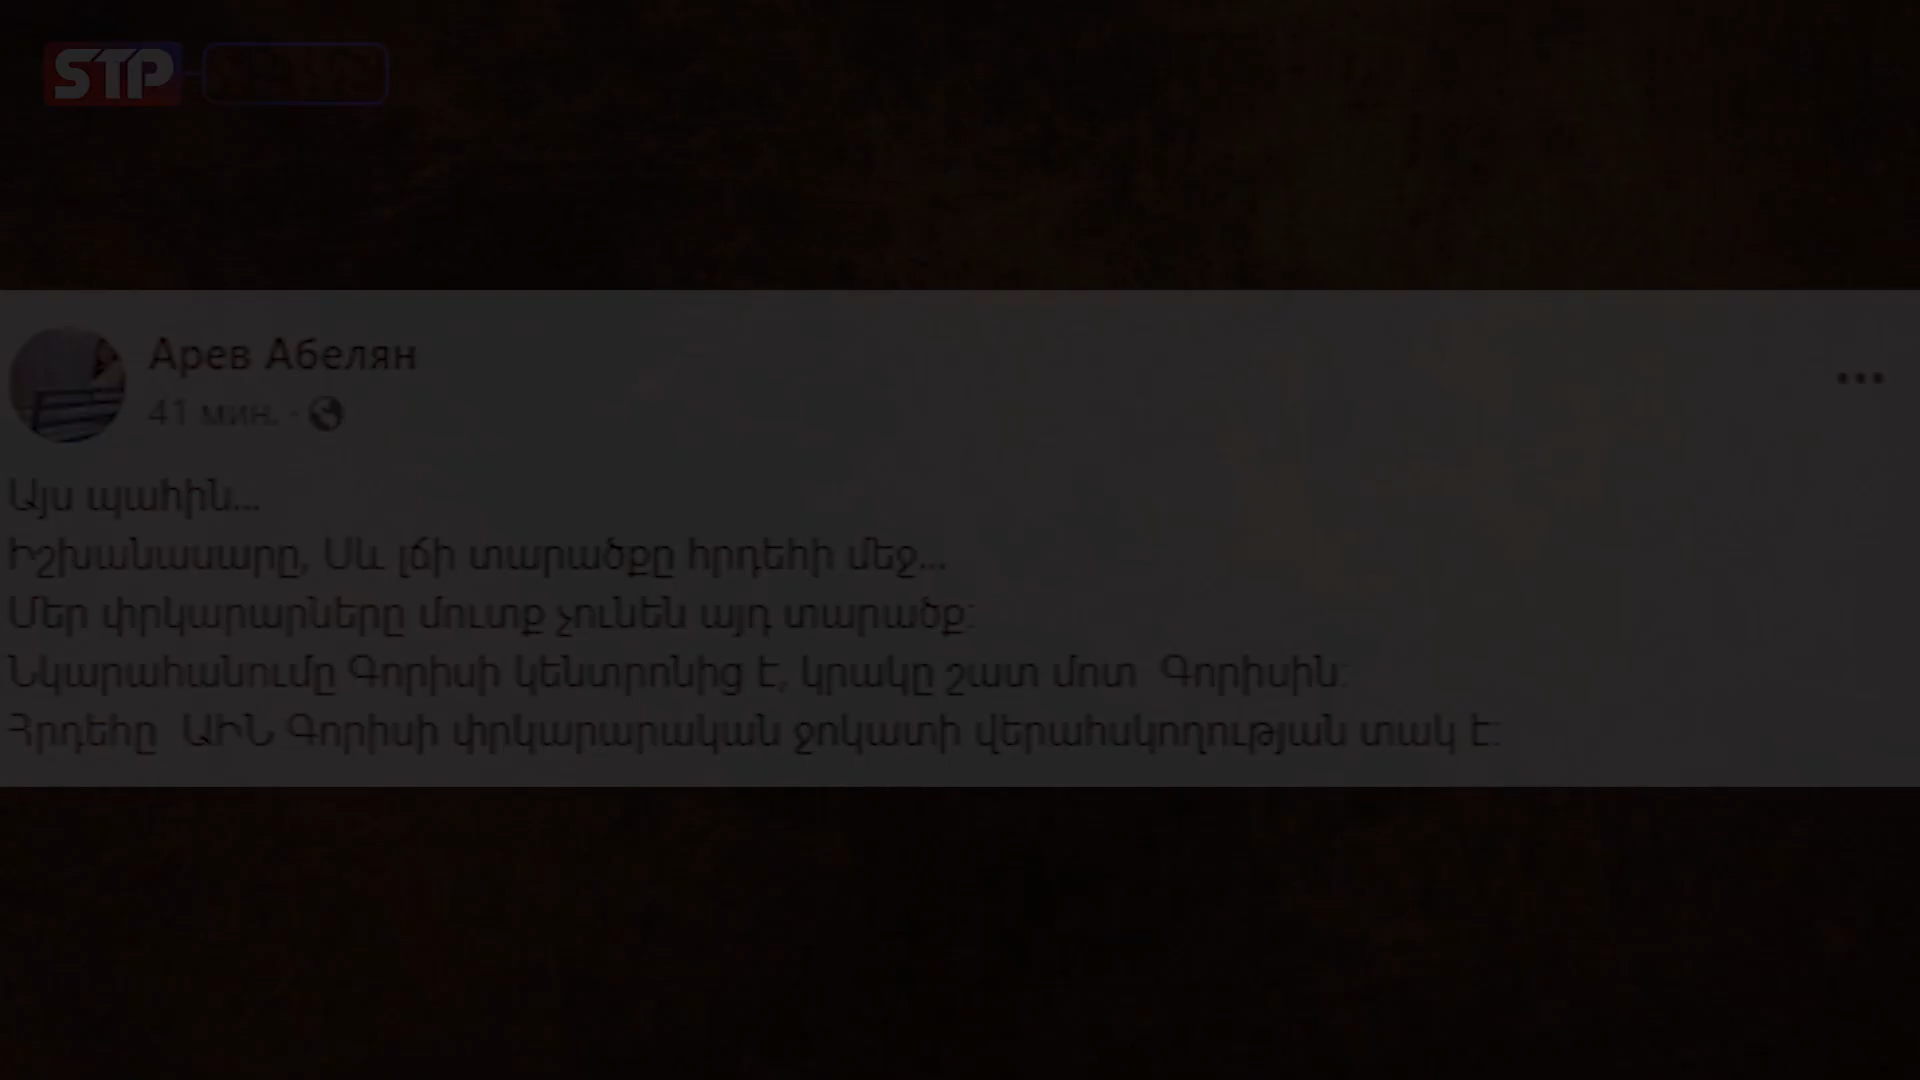 STP NEWS
Арев Абелян
41 мин. ·
Այս պահին...
Իշխանասարը, Սև լճի տարածքը հրդեհի մեջ...
Մեր փրկարարները մուտք չունեն այդ տարածք:
Նկարահանումը Գորիսի կենտրոնից է, կրակը շատ մոտ Գորիսին:
Հրդեհը ԱԻՆ Գորիսի փրկարարական ջոկատի վերահսկողության տակ է: